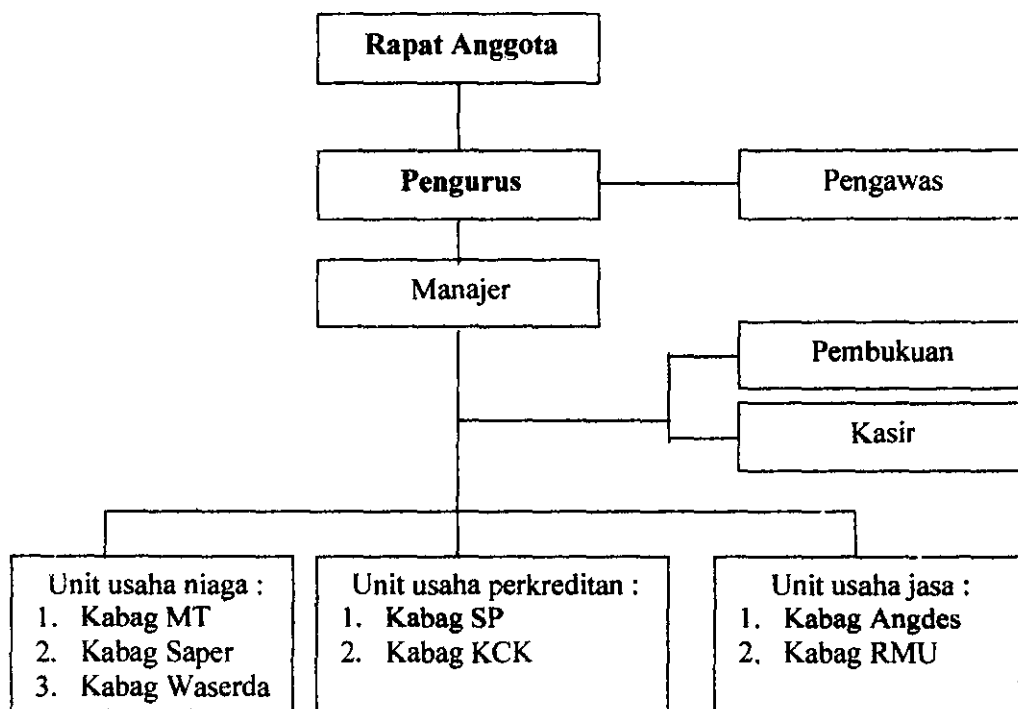 Rapat Anggota
Pengurus
Pengawas
Manajer
Pembukuan
Kasir
Unit usaha niaga :
1. Kabag MT
2. Kabag Saper
3. Kabag Waserda
Unit usaha perkreditan :
1. Kabag SP
2. Kabag KCK
Unit usaha jasa :
1. Kabag Angdes
2. Kabag RMU